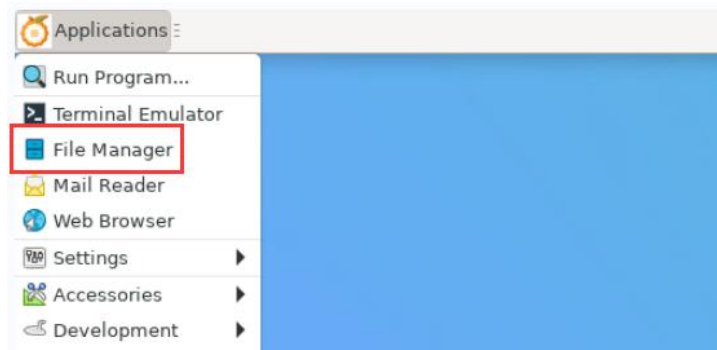 Applications
Run Program...
Terminal Emulator
File Manager
Mail Reader
Web Browser
Settings
Accessories
Development